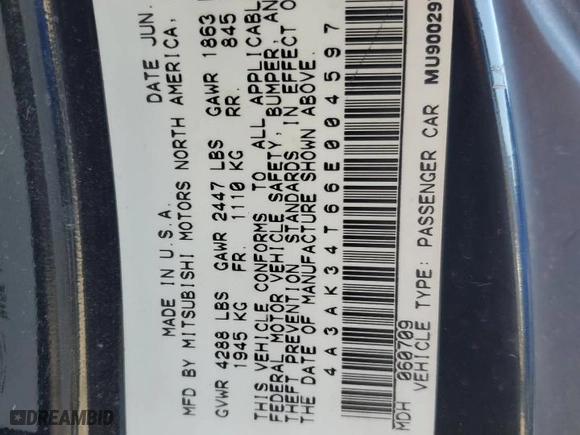 MADE IN U.S.A. DATE JUN.
MFD BY MITSUBISHI MOTORS NORTH AMERICA,
GVWR 4288 LBS GAWR 2447 LBS GAWR 1863
1945 KG FR. 1110 KG RR. 845
THIS VEHICLE CONFORMS TO ALL APPLICABL
FEDERAL MOTOR VEHICLE SAFETY, BUMPER, AN
THEFT PREVENTION STANDARDS IN EFFECT O
THE DATE OF MANUFACTURE SHOWN ABOVE.
4A3AK34T66E004597
MDH 060709
VEHICLE TYPE: PASSENGER CAR MU90029
DREAMBID